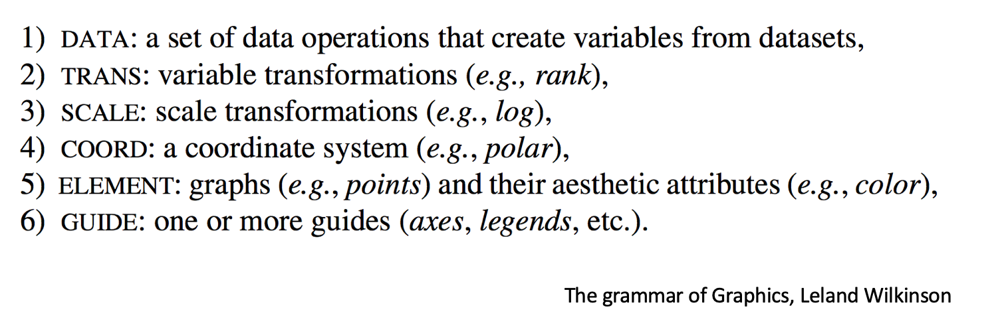 1) DATA: a set of data operations that create variables from datasets,
2) TRANS: variable transformations (e.g., rank),
3) SCALE: scale transformations (e.g., log),
4) COORD: a coordinate system (e.g., polar),
5) ELEMENT: graphs (e.g., points) and their aesthetic attributes (e.g., color),
6) GUIDE: one or more guides (axes, legends, etc.).
The grammar of Graphics, Leland Wilkinson